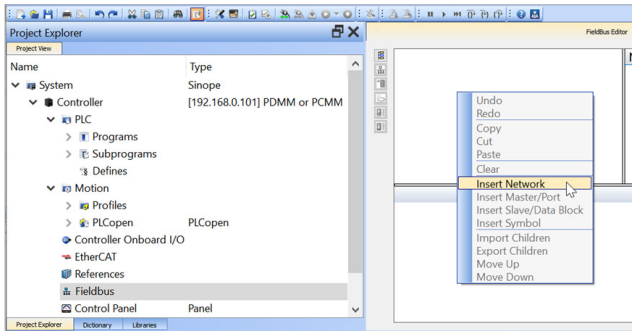 Project Explorer
FieldBus Editor
Project View
Name Type
System Sinope
Controller [192.168.0.101] PDMM or PCMM
PLC
Programs
Subprograms
Defines
Motion
Profiles
PLCopen PLCopen
Controller Onboard I/O
EtherCAT
References
Fieldbus
Control Panel Panel
Project Explorer Dictionary Libraries
Undo
Redo
Copy
Cut
Paste
Clear
Insert Network
Insert Master/Port
Insert Slave/Data Block
Insert Symbol
Import Children
Export Children
Move Up
Move Down